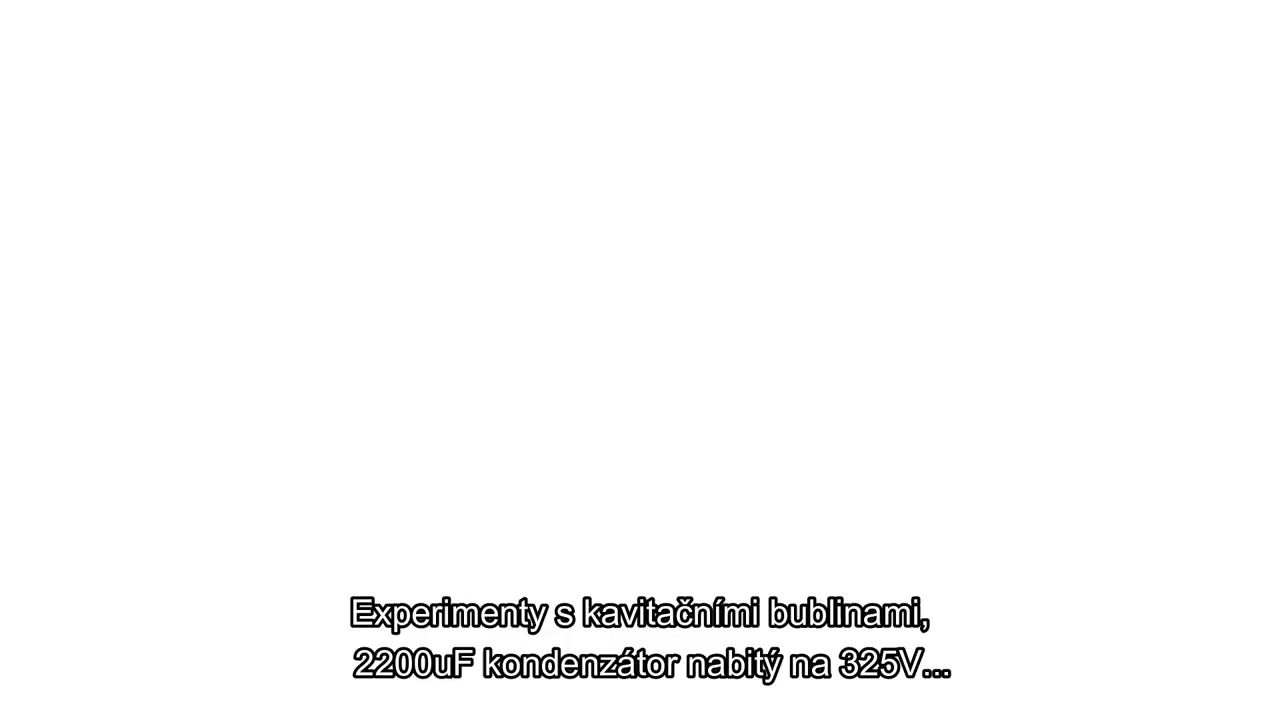 Experimenty s kavitačními bublinami,
2200uF kondenzátor nabitý na 325V...